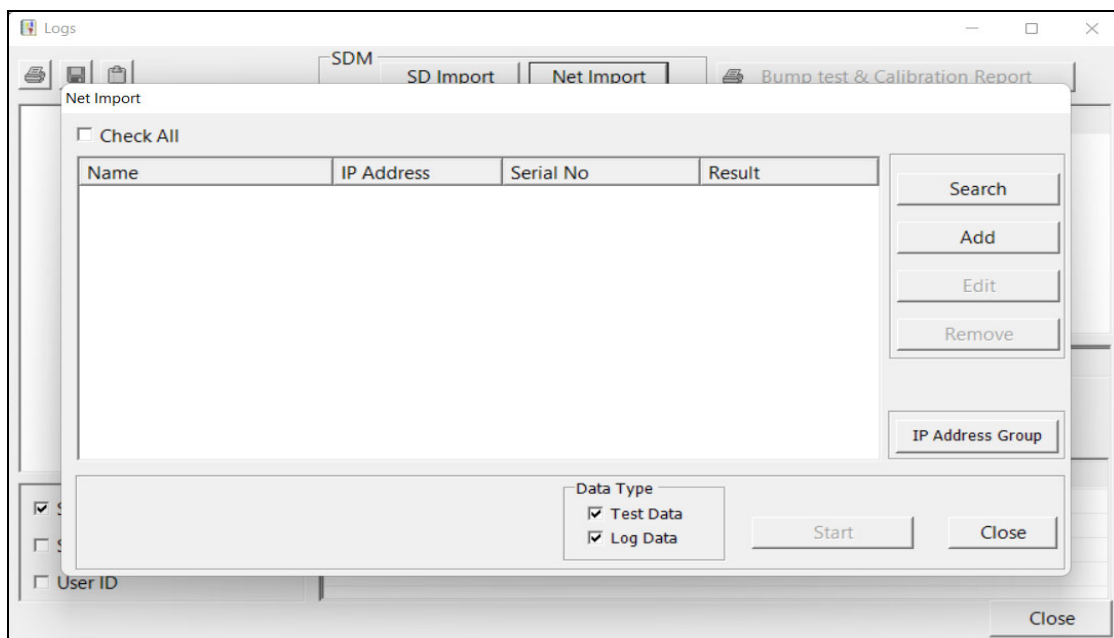 Logs
SDM
SD Import Net Import Bump test & Calibration Report
Net Import
Check All
Name IP Address Serial No Result
Search
Add
Edit
Remove
IP Address Group
Data Type
Test Data
Log Data
Start Close
User ID
Close